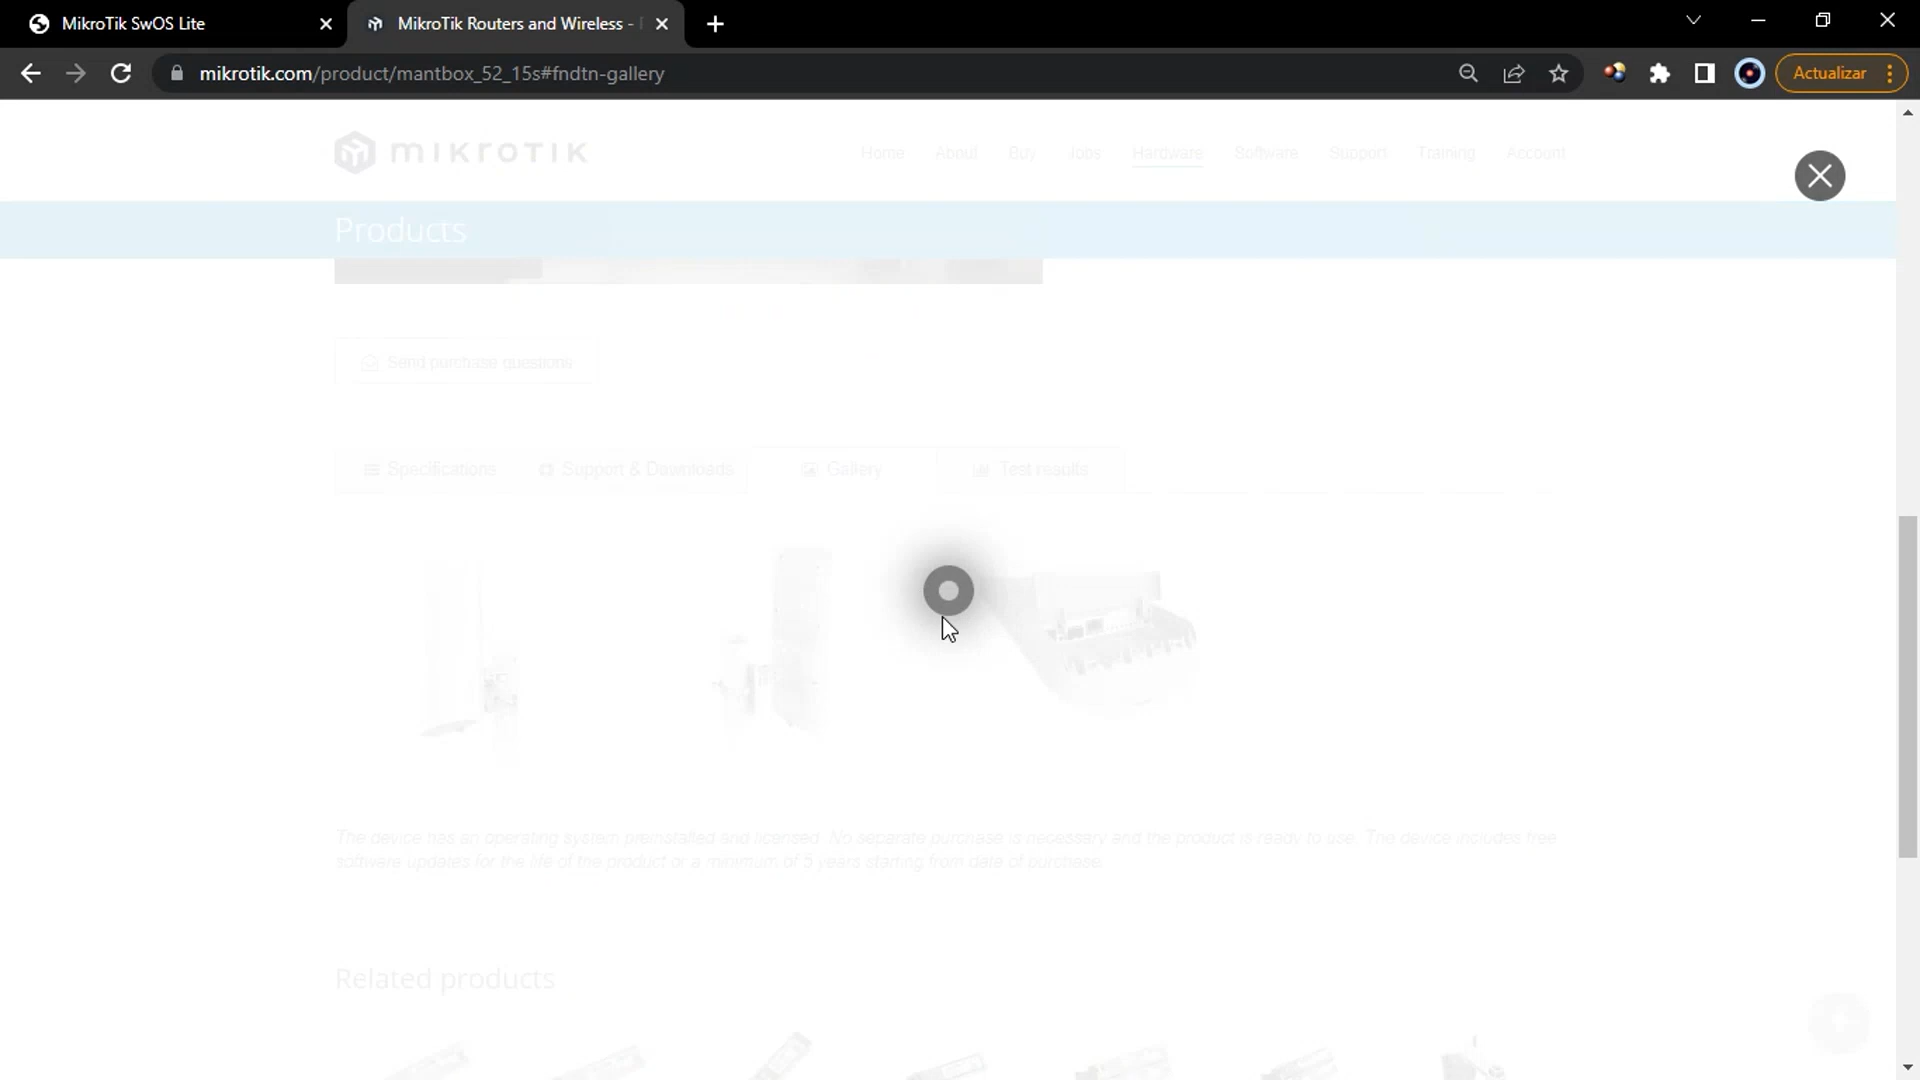 MikroTik SwOS Lite
MikroTik Routers and Wireless -
mikrotik.com/product/mantbox_52_15s#fndtn-gallery
Actualizar
MIKROTIK
Home About Buy Jobs Hardware Software Support Training Account
Products
Send purchase questions
Specifications Support & Downloads Gallery Test results
The device has an operating system preinstalled and licensed. No separate purchase is necessary and the product is ready to use. The device includes free
software updates for the life of the product or a minimum of 5 years starting from date of purchase.
Related products